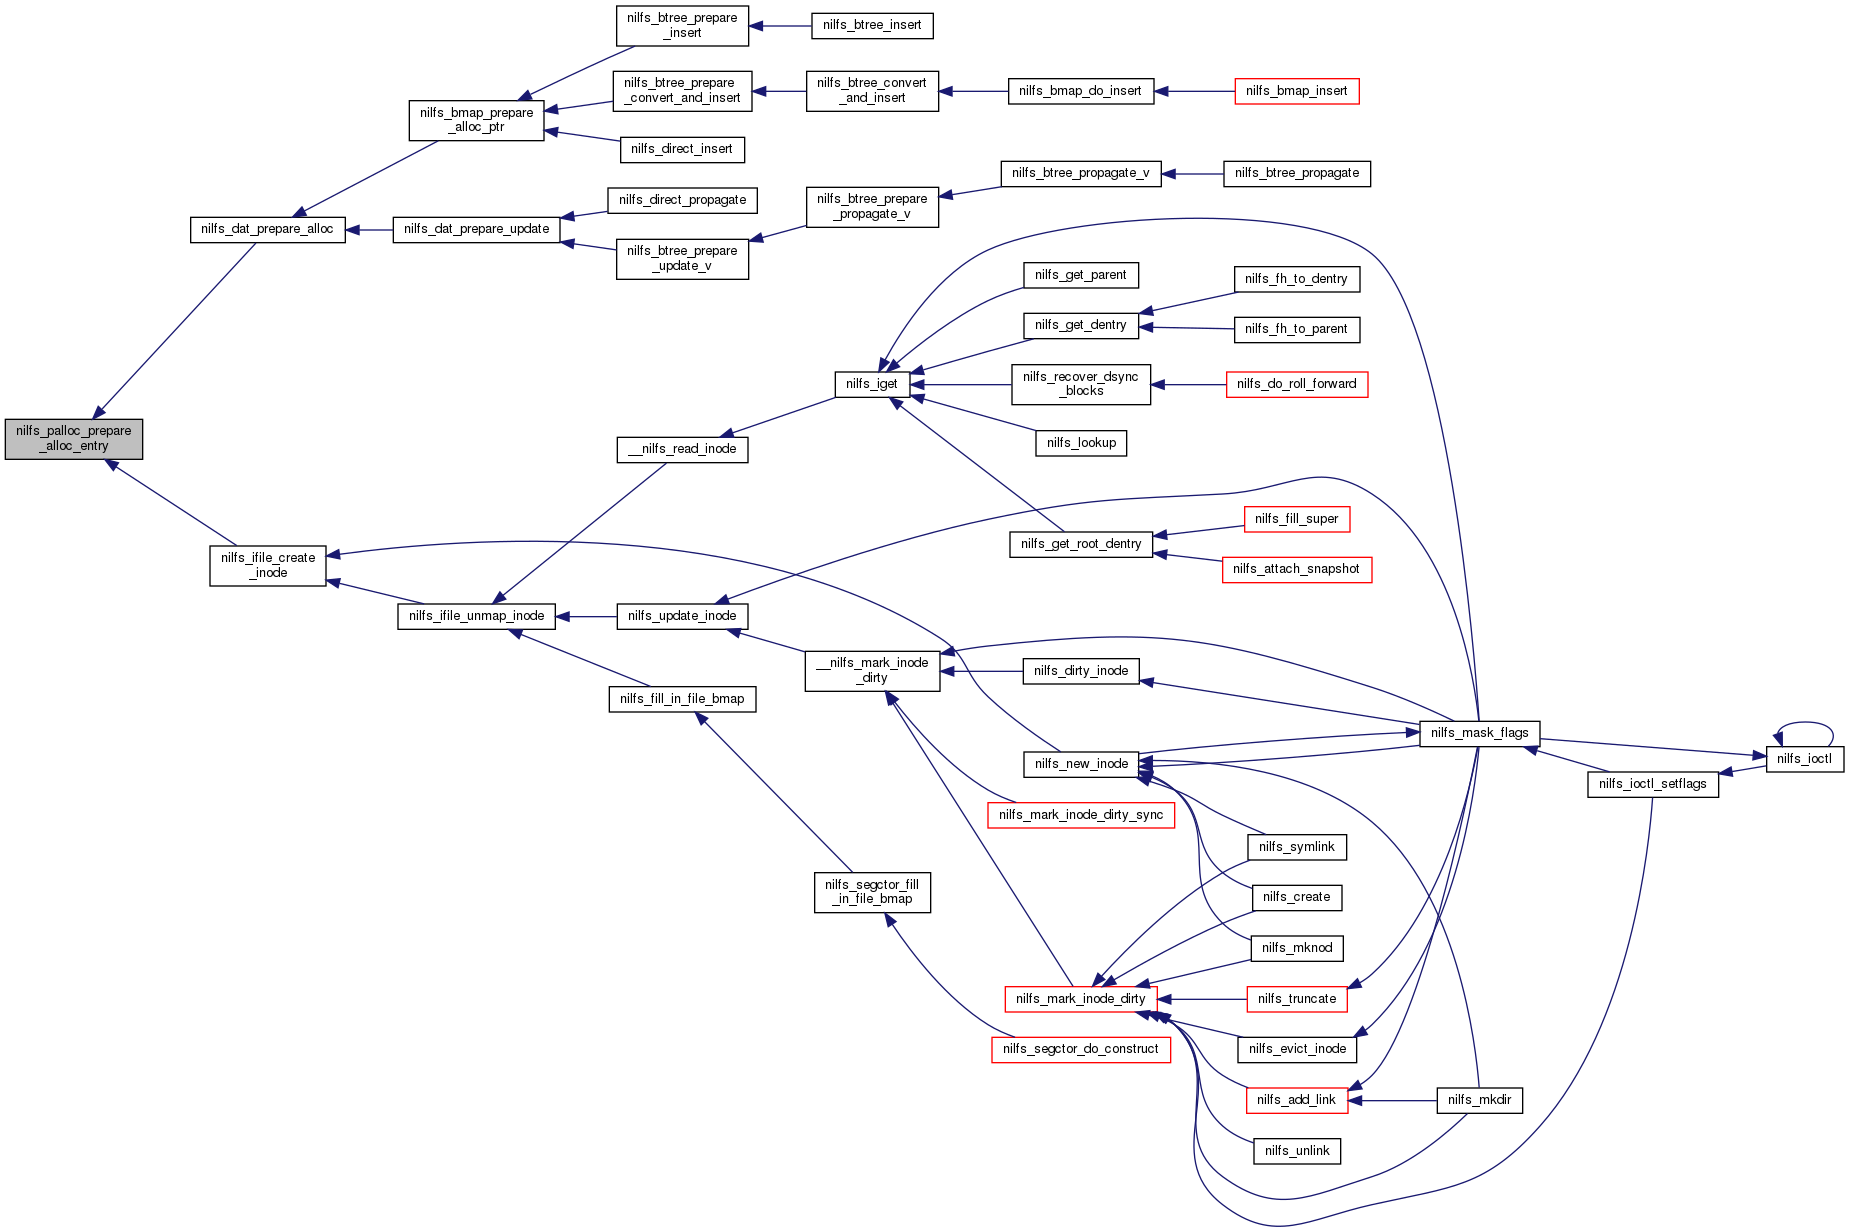 nilfs_btree_prepare
_insert
nilfs_btree_insert
nilfs_btree_prepare
_convert_and_insert
nilfs_btree_convert
_and_insert
nilfs_bmap_do_insert
nilfs_bmap_insert
nilfs_bmap_prepare
_alloc_ptr
nilfs_direct_insert
nilfs_btree_propagate_v
nilfs_btree_propagate
nilfs_direct_propagate
nilfs_btree_prepare
_propagate_v
nilfs_dat_prepare_alloc
nilfs_dat_prepare_update
nilfs_btree_prepare
_update_v
nilfs_get_parent
nilfs_fh_to_dentry
nilfs_get_dentry
nilfs_fh_to_parent
nilfs_iget
nilfs_recover_dsync
_blocks
nilfs_do_roll_forward
nilfs_palloc_prepare
_alloc_entry
__nilfs_read_inode
nilfs_lookup
nilfs_fill_super
nilfs_get_root_dentry
nilfs_attach_snapshot
nilfs_ifile_create
_inode
nilfs_ifile_unmap_inode
nilfs_update_inode
__nilfs_mark_inode
_dirty
nilfs_dirty_inode
nilfs_fill_in_file_bmap
nilfs_mask_flags
nilfs_new_inode
nilfs_ioctl
nilfs_ioctl_setflags
nilfs_mark_inode_dirty_sync
nilfs_symlink
nilfs_segctor_fill
_in_file_bmap
nilfs_create
nilfs_mknod
nilfs_mark_inode_dirty
nilfs_truncate
nilfs_segctor_do_construct
nilfs_evict_inode
nilfs_add_link
nilfs_mkdir
nilfs_unlink